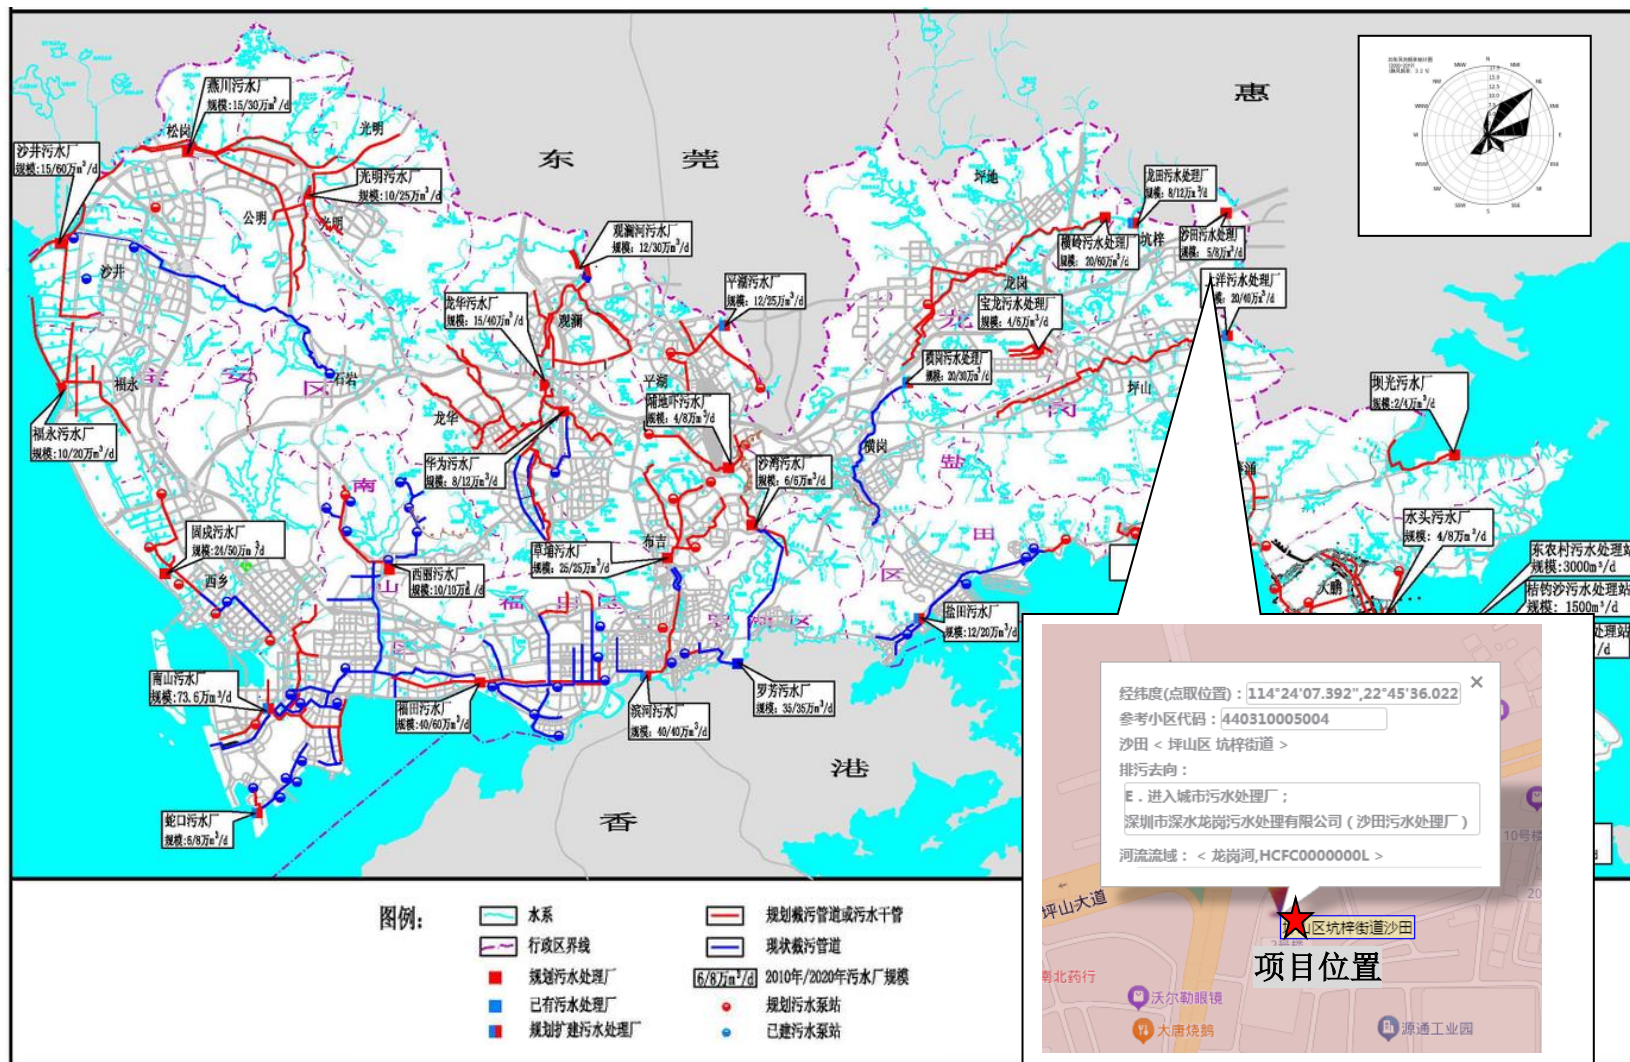 燕川污水厂
规模:15/30万m³/d
沙井污水厂
规模:15/60万m³/d
松岗
光明
光明污水厂
规模:10/25万m³/d
公明
光明
东 莞
惠
观澜河污水厂
规模: 12/30万m³/d
坪地
龙田污水处理厂
规模: 8/12万m³/d
横岭污水处理厂
规模: 20/60万m³/d
坑梓
沙田污水处理厂
规模: 5/8万m³/d
上洋污水处理厂
规模: 20/40万m³/d
沙井
龙华污水厂
规模: 15/40万m³/d
观澜
平湖污水厂
规模: 12/25万m³/d
龙岗
宝龙污水处理厂
规模: 4/6万m³/d
横岗污水处理厂
规模: 20/30万m³/d
坪山
坝光污水厂
规模:2/4万m³/d
福永
宝安区
石岩
平湖
埔地吓污水厂
规模: 4/8万m³/d
龙
岗
福永污水厂
规模:10/20万m³/d
龙华
横岗
华为污水厂
规模: 8/12万m³/d
沙湾污水厂
规模: 6/6万m³/d
盐
田
区
南
山
区
固戍污水厂
规模:24/50万m³/d
西乡
西丽污水厂
规模:10/10万m³/d
草埔污水厂
规模: 25/25万m³/d
布吉
福田区
罗湖区
水头污水厂
规模: 4/8万m³/d
大鹏
东农村污水处理站
规模:3000m³/d
桔钓沙污水处理站
规模: 1500m³/d
处理站
盐田污水厂
规模:12/20万m³/d
南山污水厂
规模:73.6万m³/d
福田污水厂
规模:40/60万m³/d
滨河污水厂
规模: 40/40万m³/d
罗芳污水厂
规模: 35/35万m³/d
蛇口污水厂
规模:6/8万m³/d
香 港
经纬度(点取位置)：114°24'07.392",22°45'36.022
参考小区代码：440310005004
沙田 < 坪山区 坑梓街道 >
排污去向：
E．进入城市污水处理厂；
深圳市深水龙岗污水处理有限公司（沙田污水处理厂）
河流流域：< 龙岗河,HCFC0000000L >
10号楼
坪山大道
坪山区坑梓街道沙田
项目位置
南北药行
沃尔勒眼镜
大唐烧鹅
源通工业园
图例:
水系
规划截污管道或污水干管
行政区界线
现状截污管道
规划污水处理厂
6/8万m³/d
2010年/2020年污水厂规模
已有污水处理厂
规划污水泵站
规划扩建污水处理厂
已建污水泵站